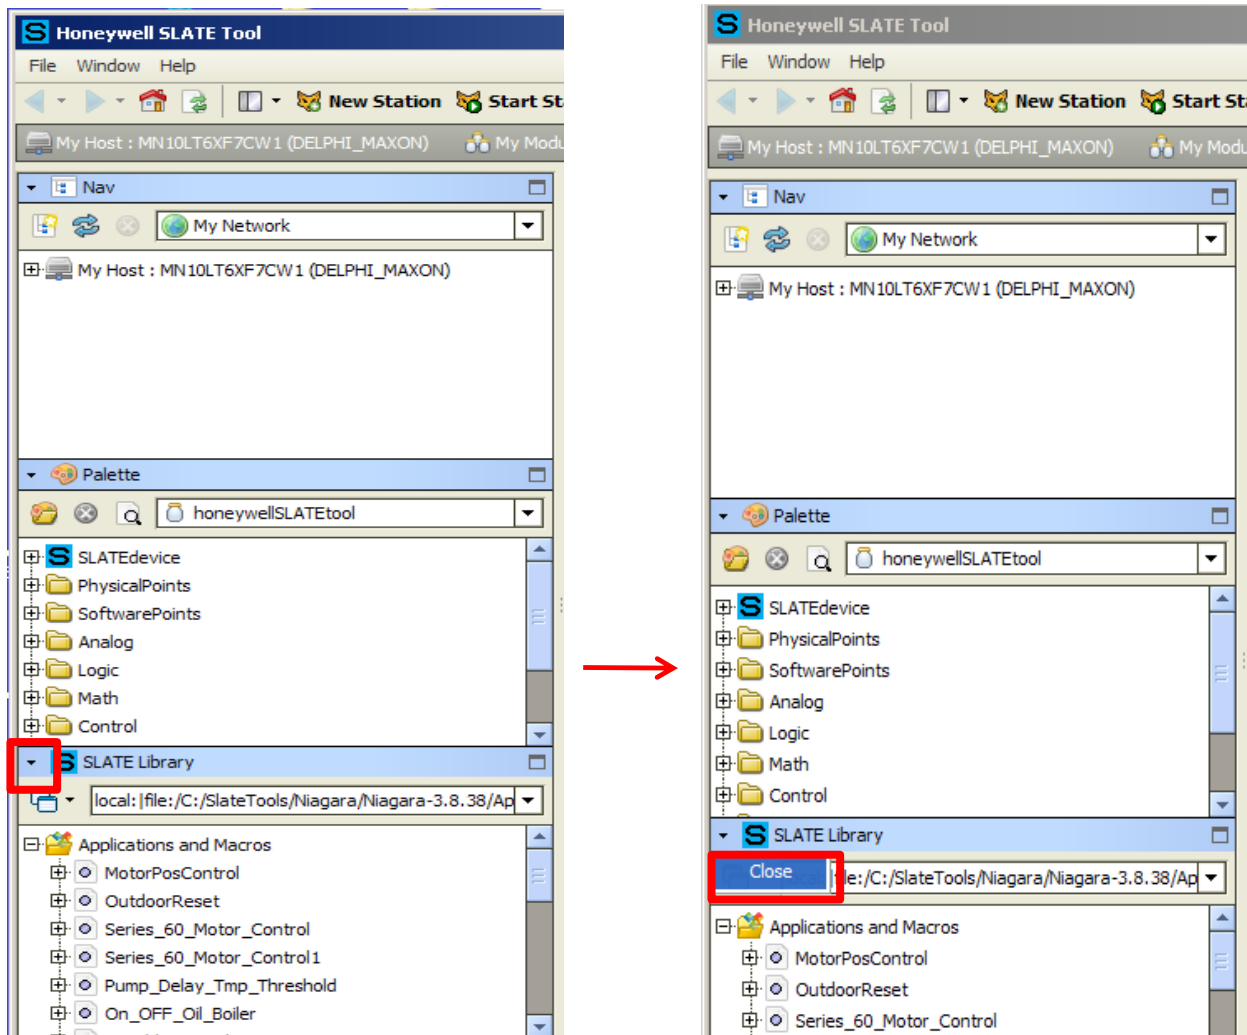 Honeywell SLATE Tool
File Window Help
New Station Start St
My Host : MN10LT6XF7CW1 (DELPHI_MAXON) My Modu
Nav
My Network
My Host : MN10LT6XF7CW1 (DELPHI_MAXON)
Palette
honeywellSLATEtool
SLATEdevice
PhysicalPoints
SoftwarePoints
Analog
Logic
Math
Control
SLATE Library
local:|file:/C:/SlateTools/Niagara/Niagara-3.8.38/Ap
Applications and Macros
MotorPosControl
OutdoorReset
Series_60_Motor_Control
Series_60_Motor_Control1
Pump_Delay_Tmp_Threshold
On_OFF_Oil_Boiler
Honeywell SLATE Tool
File Window Help
New Station Start Sta
My Host : MN10LT6XF7CW1 (DELPHI_MAXON) My Modu
Nav
My Network
My Host : MN10LT6XF7CW1 (DELPHI_MAXON)
Palette
honeywellSLATEtool
SLATEdevice
PhysicalPoints
SoftwarePoints
Analog
Logic
Math
Control
SLATE Library
Close le:/C:/SlateTools/Niagara/Niagara-3.8.38/Ap
Applications and Macros
MotorPosControl
OutdoorReset
Series_60_Motor_Control